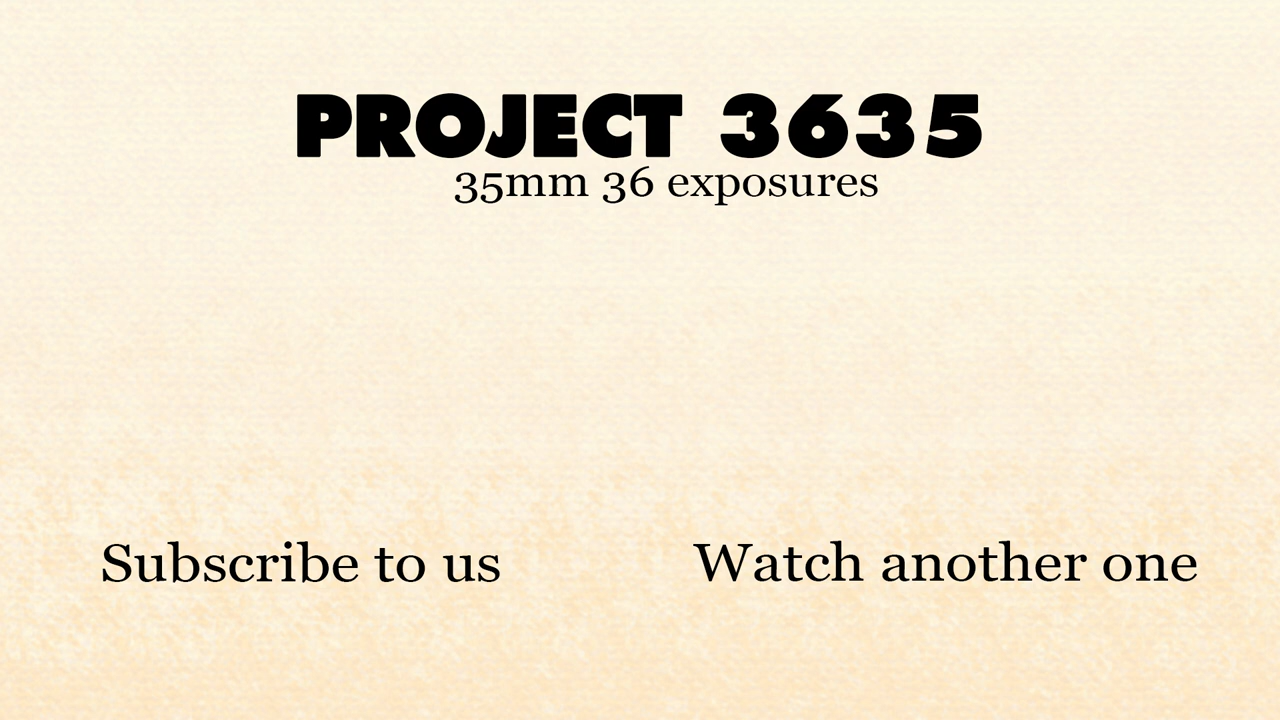 PROJECT 3635
35mm 36 exposures
Subscribe to us
Watch another one